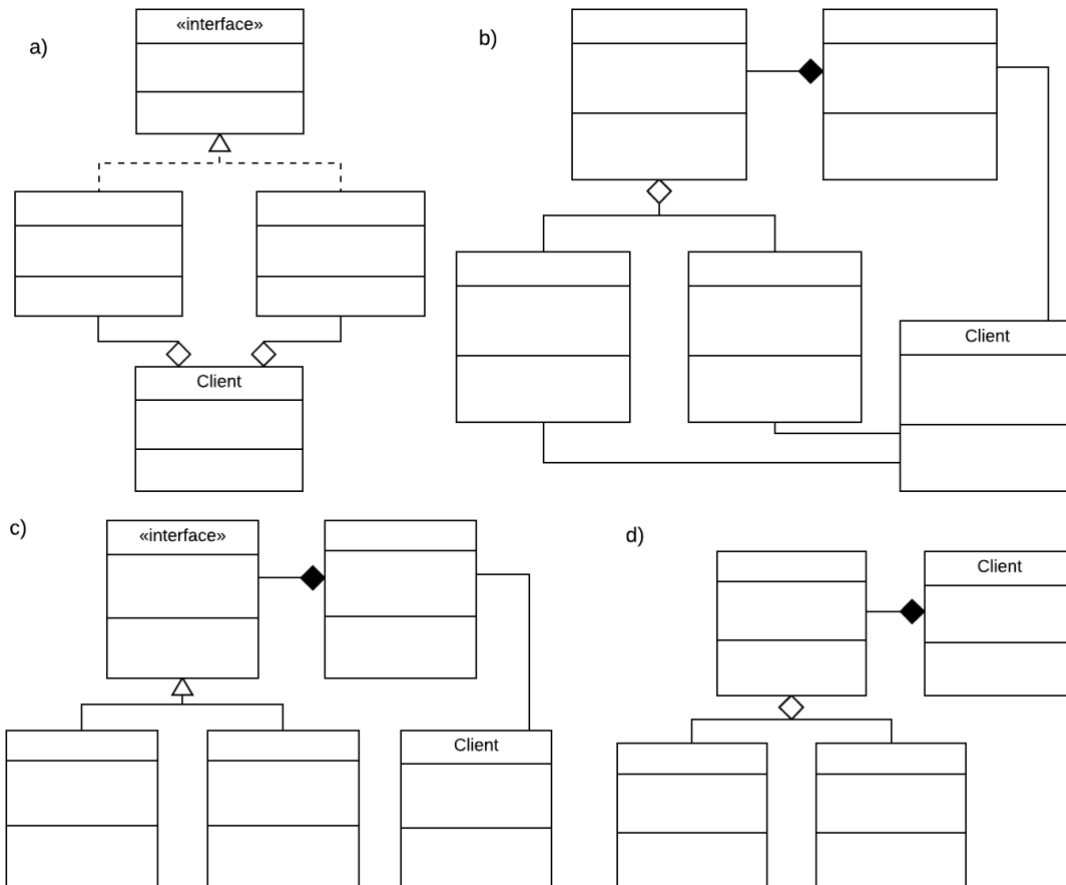 a)
«interface»
Client
b)
Client
c)
«interface»
Client
d)
Client